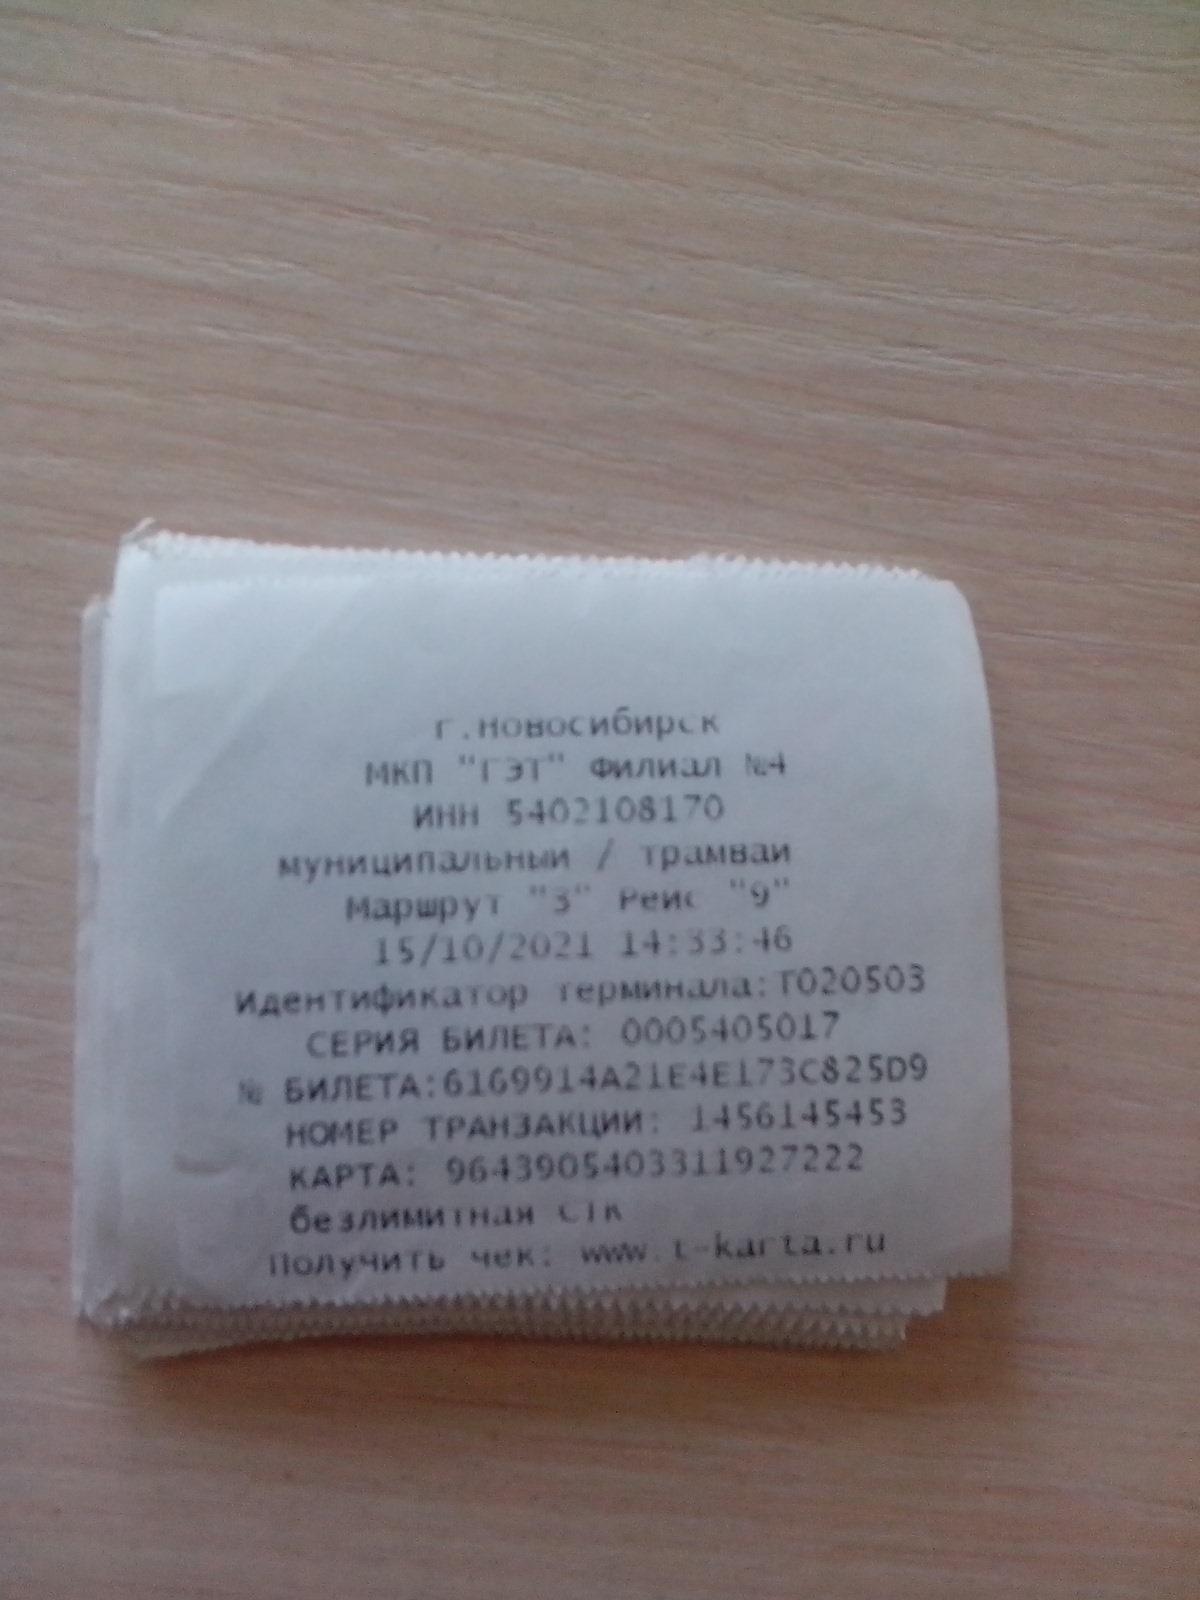 г.Новосибирск
МКП "ГЭТ" Филиал №4
ИНН 5402108170
муниципальный / трамвай
Маршрут "3" Рейс "9"
15/10/2021 14:33:46
Идентификатор терминала:Т020503
СЕРИЯ БИЛЕТА: 0005405017
№ БИЛЕТА:6169914A21E4E173C825D9
НОМЕР ТРАНЗАКЦИИ: 1456145453
КАРТА: 9643905403311927222
безлимитная СТК
Получить чек: www.t-karta.ru